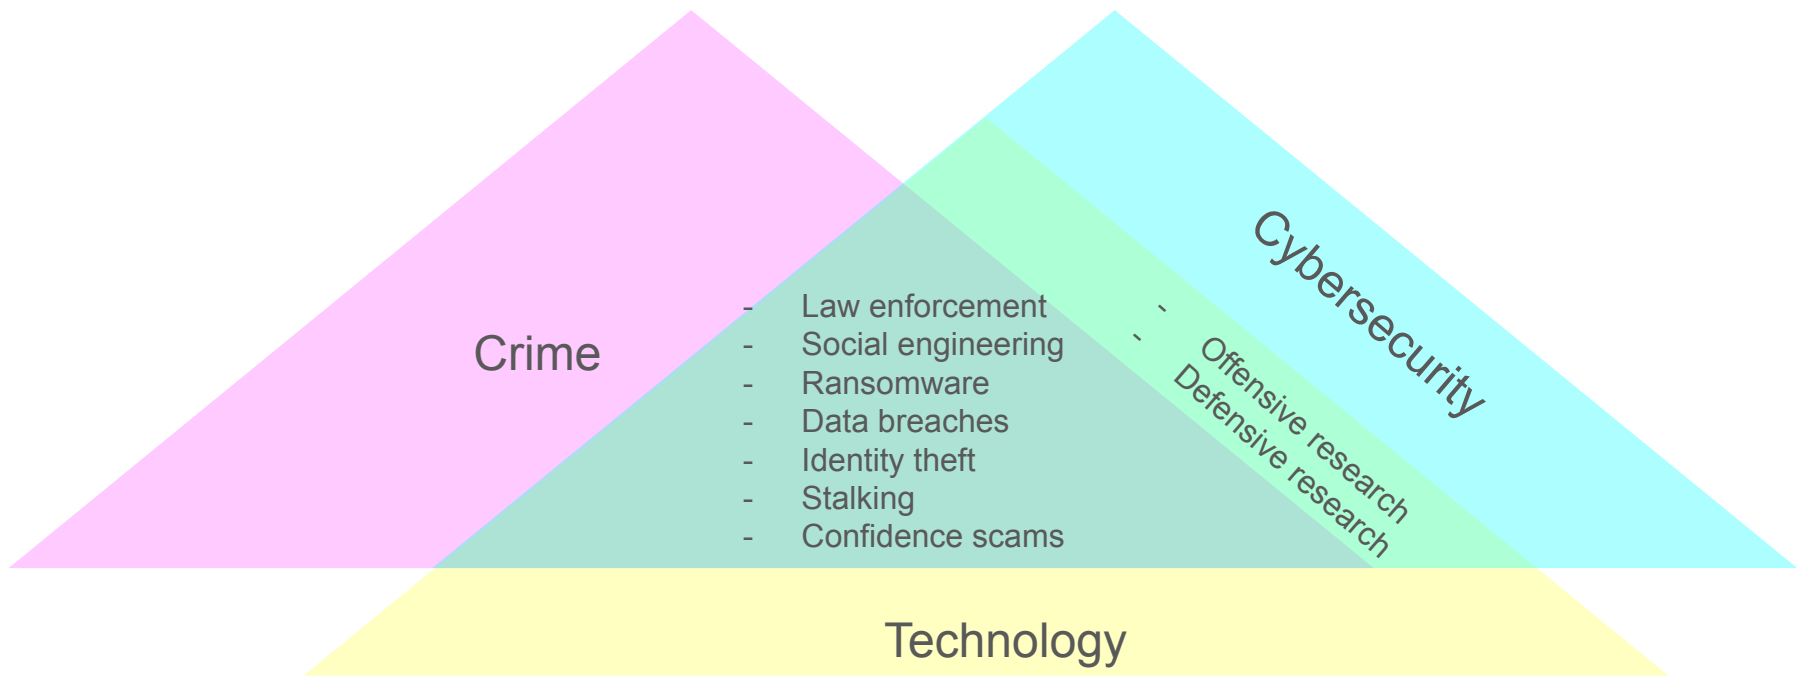 Crime
- Law enforcement
- Social engineering
- Ransomware
- Data breaches
- Identity theft
- Stalking
- Confidence scams
- Offensive research
- Defensive research
Cybersecurity
Technology